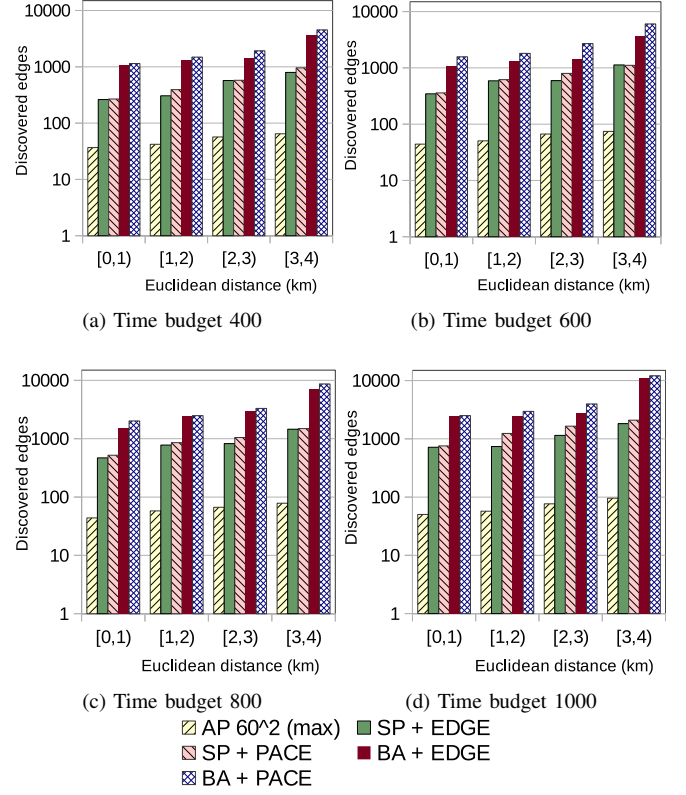 10000
1000
100
10
1
Discovered edges
[0,1) [1,2) [2,3) [3,4)
Euclidean distance (km)
(a) Time budget 400
10000
1000
100
10
1
Discovered edges
[0,1) [1,2) [2,3) [3,4)
Euclidean distance (km)
(b) Time budget 600
10000
1000
100
10
1
Discovered edges
[0,1) [1,2) [2,3) [3,4)
Euclidean distance (km)
(c) Time budget 800
10000
1000
100
10
1
Discovered edges
[0,1) [1,2) [2,3) [3,4)
Euclidean distance (km)
(d) Time budget 1000
AP 60^2 (max) SP + EDGE
SP + PACE BA + EDGE
BA + PACE